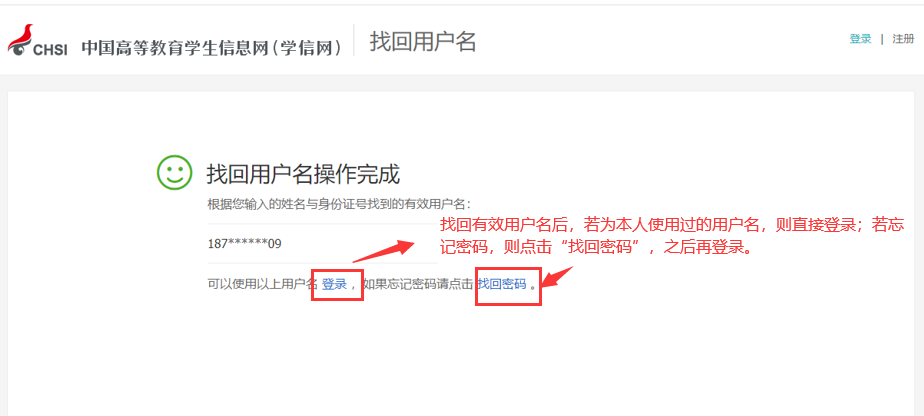 CHSI 中国高等教育学生信息网(学信网) 找回用户名 登录 | 注册
找回用户名操作完成
根据您输入的姓名与身份证号找到的有效用户名:
187******09
找回有效用户名后，若为本人使用过的用户名，则直接登录；若忘
记密码，则点击“找回密码”，之后再登录。
可以使用以上用户名 登录 ，如果忘记密码请点击 找回密码 。